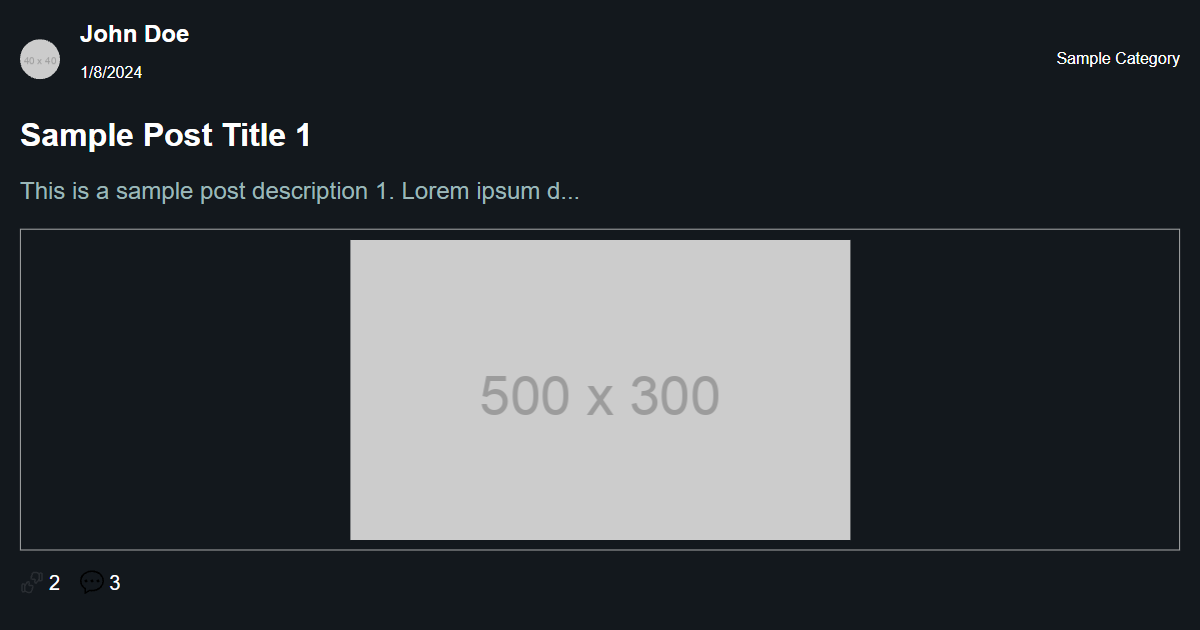 John Doe
40 x 40
1/8/2024
Sample Category
Sample Post Title 1
This is a sample post description 1. Lorem ipsum d...
500 x 300
2
3